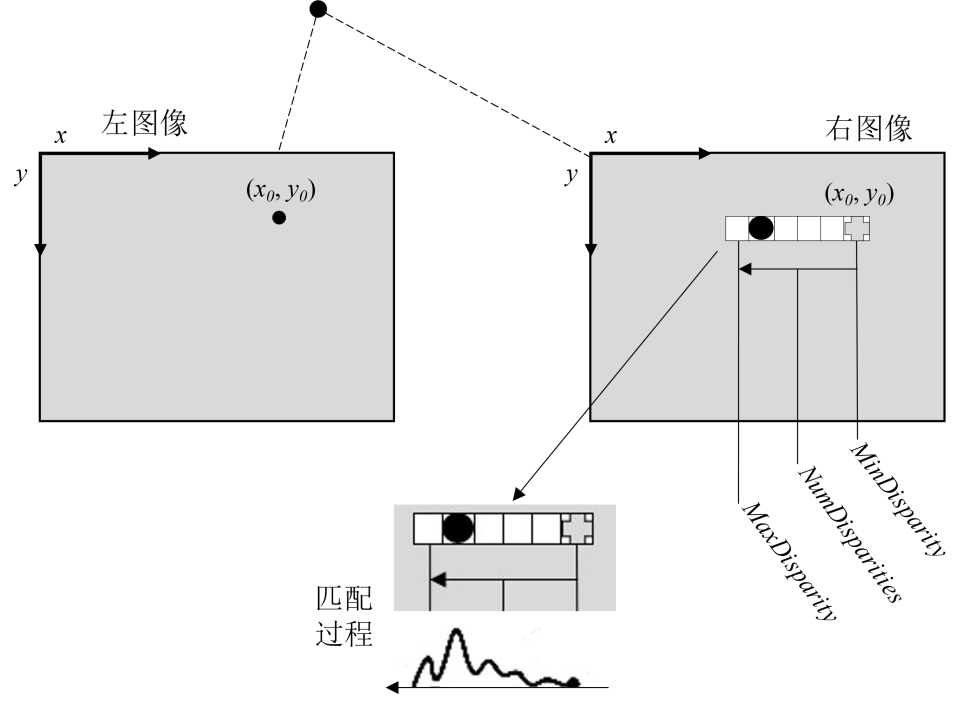 左图像
x
y
(x₀, y₀)
右图像
x
y
(x₀, y₀)
MinDisparity
NumDisparities
MaxDisparity
匹配
过程